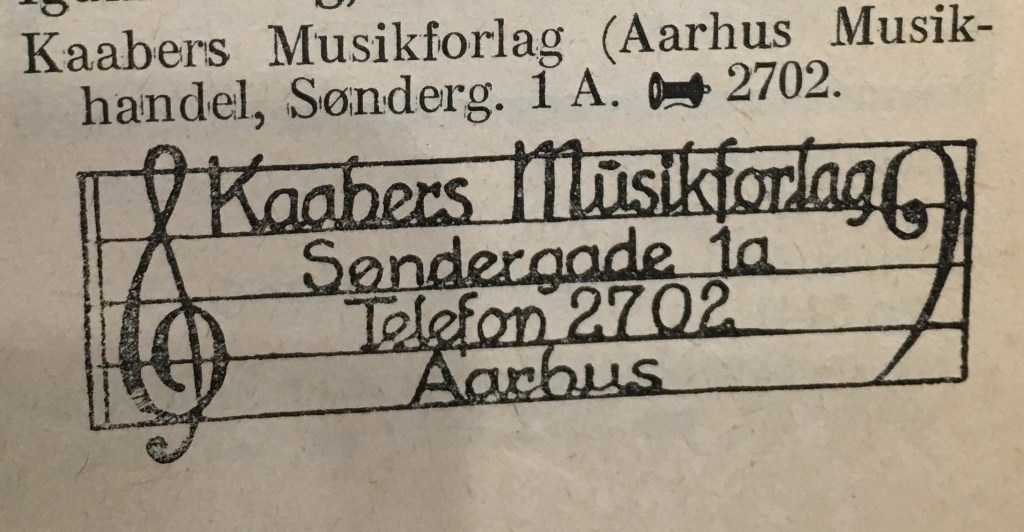 Kaabers Musikforlag (Aarhus Musik-
handel, Sønderg. 1 A. 2702.
Kaabers Musikforlag
Søndergade 1a
Telefon 2702
Aarhus